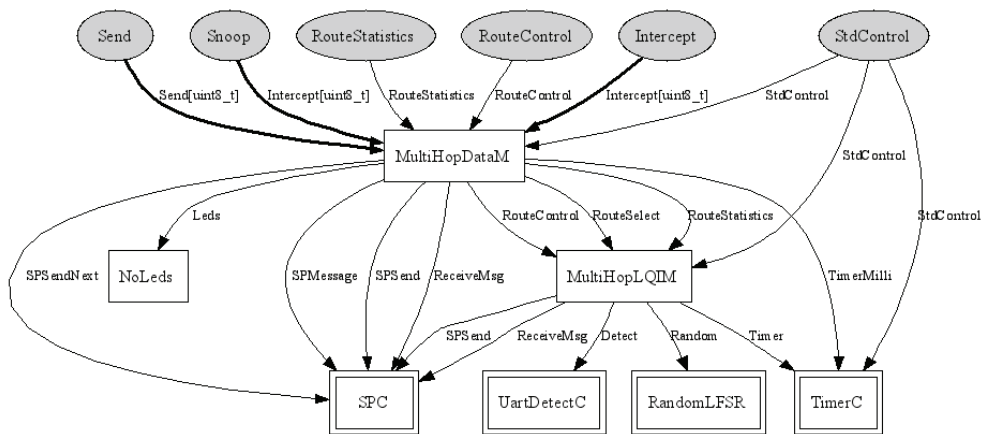 Send
Snoop
RouteStatistics
RouteControl
Intercept
StdControl
Send[uint8_t]
Intercept[uint8_t]
RouteStatistics
RouteControl
Intercept[uint8_t]
StdControl
MultiHopDataM
StdControl
Leds
RouteControl
RouteSelect
RouteStatistics
StdControl
SPSendNext
NoLeds
SPMessage
SPSend
ReceiveMsg
MultiHopLQIM
TimerMilli
SPSend
ReceiveMsg
Detect
Random
Timer
SPC
UartDetectC
RandomLFSR
TimerC